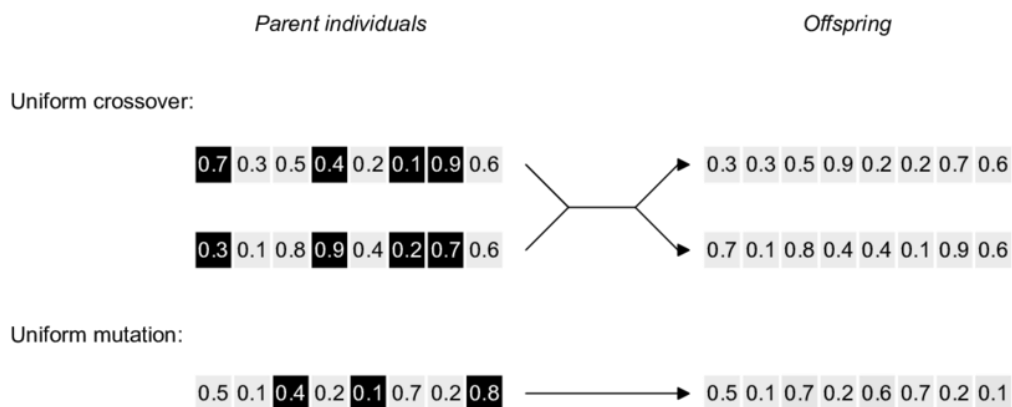 Parent individuals Offspring
Uniform crossover:
0.7 0.3 0.5 0.4 0.2 0.1 0.9 0.6 0.3 0.3 0.5 0.9 0.2 0.2 0.7 0.6
0.3 0.1 0.8 0.9 0.4 0.2 0.7 0.6 0.7 0.1 0.8 0.4 0.4 0.1 0.9 0.6
Uniform mutation:
0.5 0.1 0.4 0.2 0.1 0.7 0.2 0.8 0.5 0.1 0.7 0.2 0.6 0.7 0.2 0.1